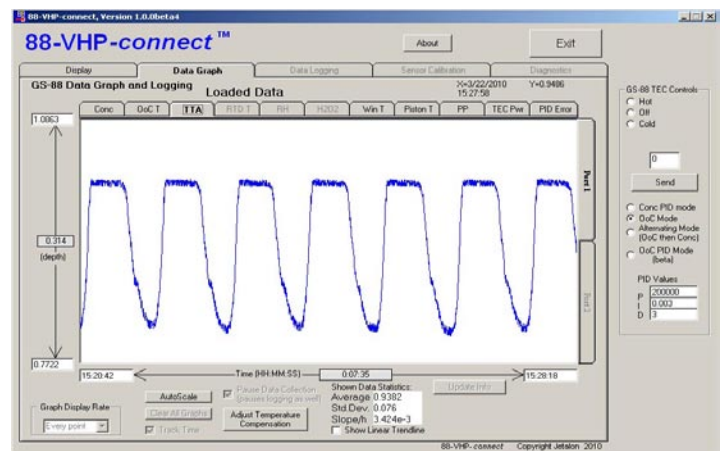 88-VHP-connect, Version 1.0.0beta4
88-VHP-connect ™
About
Exit
Display
Data Graph
Data Logging
Sensor Calibration
Diagnostics
GS-88 Data Graph and Logging
Loaded Data
X=3/22/2010 Y=0.9486
15:27:58
Conc
OoC T
TTA
RTD T
RH
H2O2
Win T
Piston T
PP
TEC Pwr
PID Error
1.0863
0.314
(depth)
0.7722
Port 1
Port 2
15:20:42
Time (HH:MM:SS)
0:07:35
15:28:18
Graph Display Rate
Every point
AutoScale
Clear All Graphs
Track Time
Pause Data Collection
(pauses logging as well)
Adjust Temperature
Compensation
Shown Data Statistics:
Average 0.9382
Std.Dev. 0.076
Slope/h 3.424e-3
Show Linear Trendline
Update Info
GS-88 TEC Controls
Hot
Off
Cold
0
Send
Conc PID mode
OoC Mode
Alternating Mode
(OoC then Conc)
OoC PID Mode
(beta)
PID Values
P 200000
I 0.003
D 3
88-VHP-connect Copyright Jetalon 2010